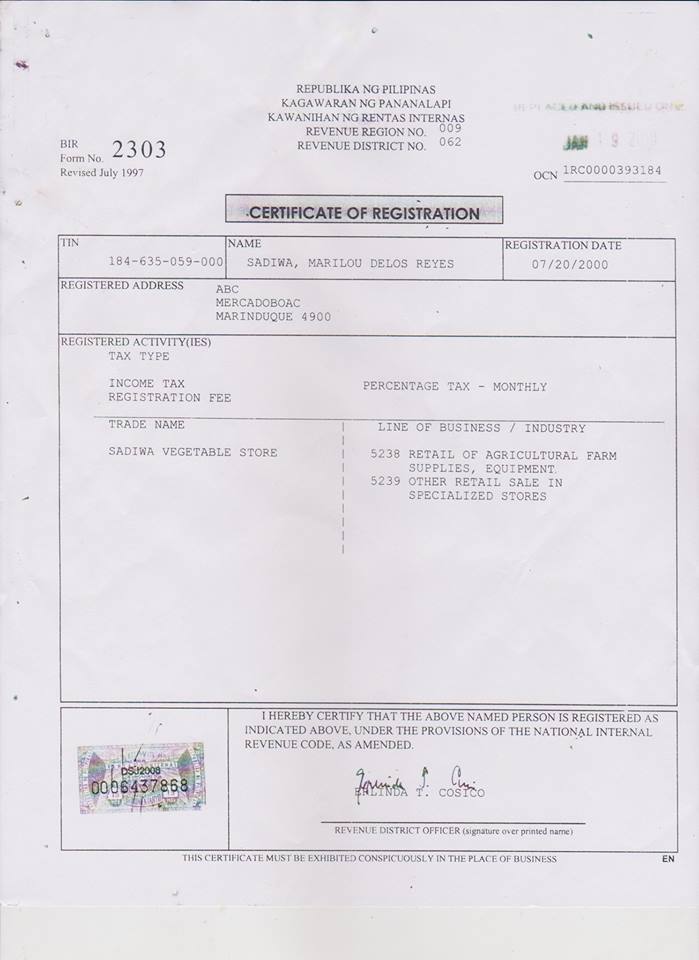 REPUBLIKA NG PILIPINAS
KAGAWARAN NG PANANALAPI
KAWANIHAN NG RENTAS INTERNAS
REVENUE REGION NO. 009
REVENUE DISTRICT NO. 062
BIR
Form No. 2303
Revised July 1997
AND ISSUED ON
JAN 19
OCN 1RC0000393184
CERTIFICATE OF REGISTRATION
TIN NAME REGISTRATION DATE
184-635-059-000 SADIWA, MARILOU DELOS REYES 07/20/2000
REGISTERED ADDRESS ABC
MERCADOBOAC
MARINDUQUE 4900
REGISTERED ACTIVITY(IES)
TAX TYPE
INCOME TAX PERCENTAGE TAX - MONTHLY
REGISTRATION FEE
TRADE NAME LINE OF BUSINESS / INDUSTRY
SADIWA VEGETABLE STORE 5238 RETAIL OF AGRICULTURAL FARM
SUPPLIES, EQUIPMENT.
5239 OTHER RETAIL SALE IN
SPECIALIZED STORES
I HEREBY CERTIFY THAT THE ABOVE NAMED PERSON IS REGISTERED AS
INDICATED ABOVE, UNDER THE PROVISIONS OF THE NATIONAL INTERNAL
REVENUE CODE, AS AMENDED.
DSJ2008
0006437868
ERLINDA T. COSICO
REVENUE DISTRICT OFFICER (signature over printed name)
THIS CERTIFICATE MUST BE EXHIBITED CONSPICUOUSLY IN THE PLACE OF BUSINESS EN